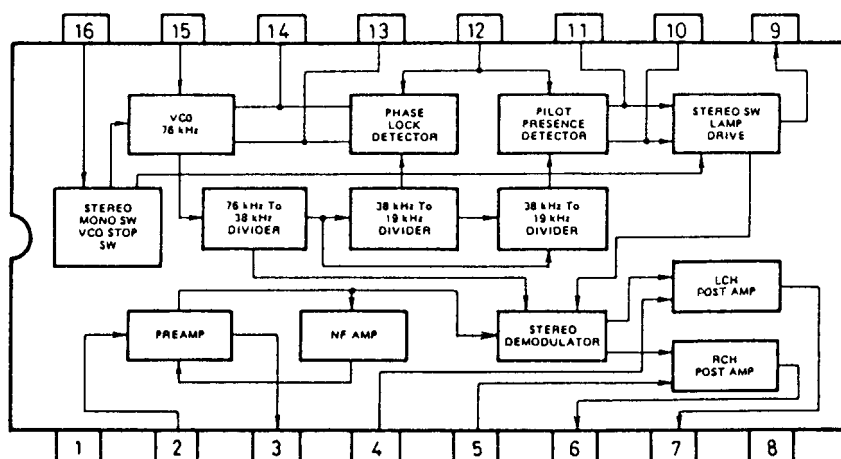 16 15 14 13 12 11 10 9
VCO
76 kHz
PHASE
LOCK
DETECTOR
PILOT
PRESENCE
DETECTOR
STEREO SW
LAMP
DRIVE
STEREO
MONO SW
VCO STOP
SW
76 kHz To
38 kHz
DIVIDER
38 kHz To
19 kHz
DIVIDER
38 kHz To
19 kHz
DIVIDER
PREAMP
NF AMP
STEREO
DEMODULATOR
LCH
POST AMP
RCH
POST AMP
1 2 3 4 5 6 7 8